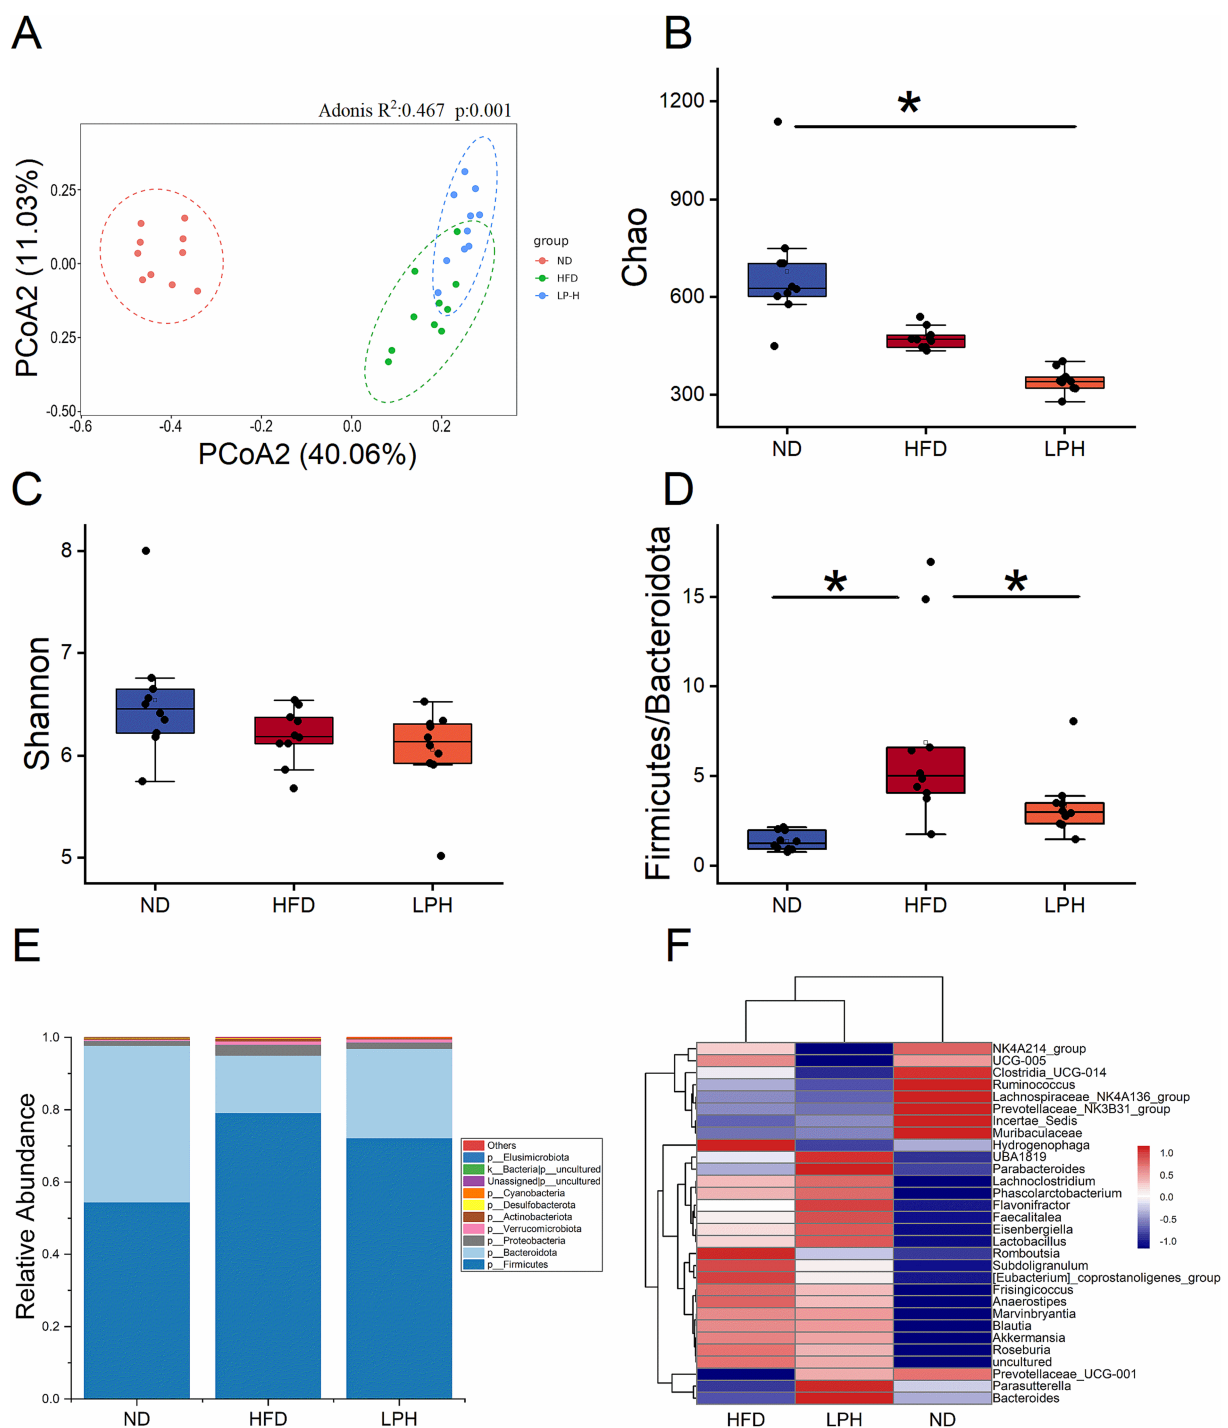 A
Adonis R²:0.467 p:0.001
PCoA2 (11.03%)
0.25
0.00
0.25
-0.50
-0.6
-0.4
-0.2
0.0
0.2
PCoA2 (40.06%)
group
ND
HFD
LP-H
B
*
Chao
1200
900
600
300
ND
HFD
LPH
C
Shannon
8
7
6
5
ND
HFD
LPH
D
* *
Firmicutes/Bacteroidota
15
10
5
0
ND
HFD
LPH
E
Relative Abundance
1.0
0.8
0.6
0.4
0.2
0.0
ND
HFD
LPH
Others
p__Elusimicrobiota
k__Bacteria|p__uncultured
Unassigned|p__uncultured
p__Cyanobacteria
p__Desulfobacterota
p__Actinobacteriota
p__Verrucomicrobiota
p__Proteobacteria
p__Bacteroidota
p__Firmicutes
F
NK4A214_group
UCG-005
Clostridia_UCG-014
Ruminococcus
Lachnospiraceae_NK4A136_group
Prevotellaceae_NK3B31_group
Incertae_Sedis
Muribaculaceae
Hydrogenophaga
UBA1819
Parabacteroides
Lachnoclostridium
Phascolarctobacterium
Flavonifractor
Faecalitalea
Eisenbergiella
Lactobacillus
Romboutsia
Subdoligranulum
[Eubacterium]_coprostanoligenes_group
Frisingicoccus
Anaerostipes
Marvinbryantia
Blautia
Akkermansia
Roseburia
uncultured
Prevotellaceae_UCG-001
Parasutterella
Bacteroides
HFD
LPH
ND
1.0
0.5
0.0
-0.5
-1.0